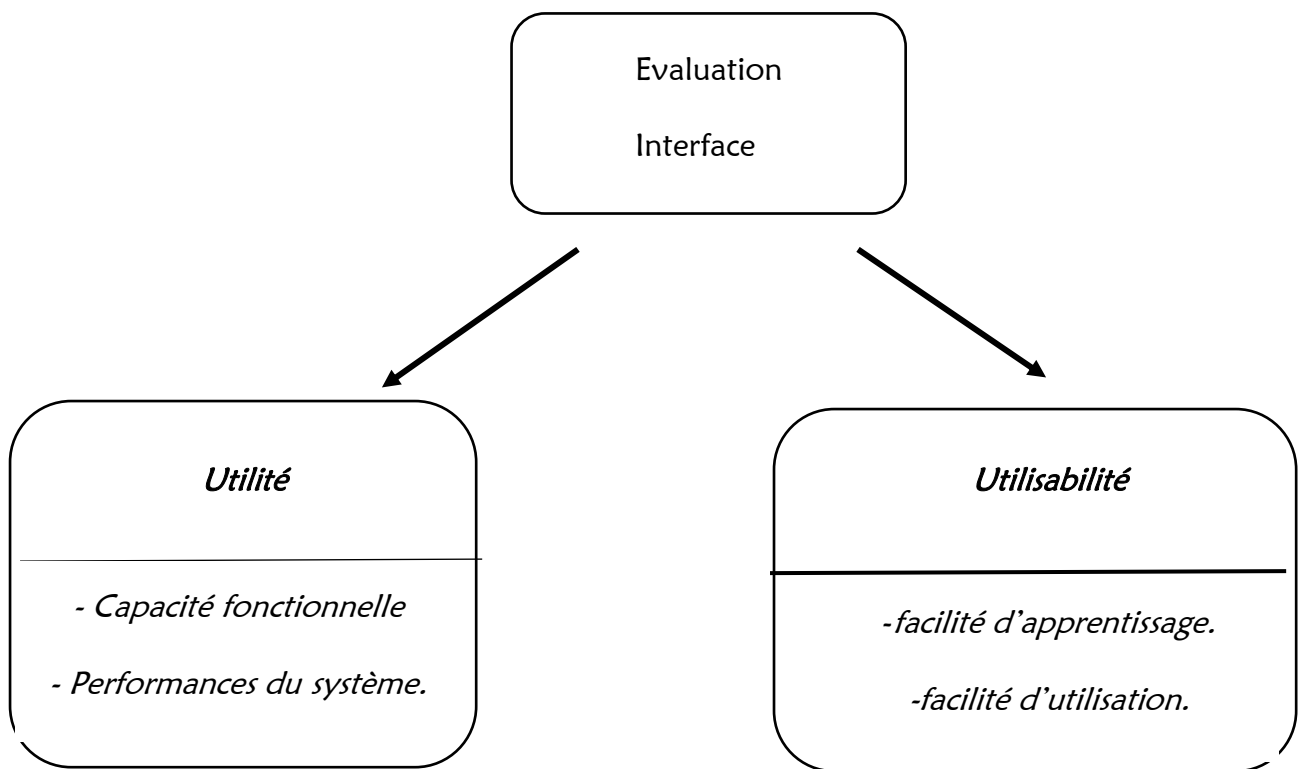 Evaluation
Interface
Utilité
- Capacité fonctionnelle
- Performances du système.
Utilisabilité
-facilité d’apprentissage.
-facilité d’utilisation.